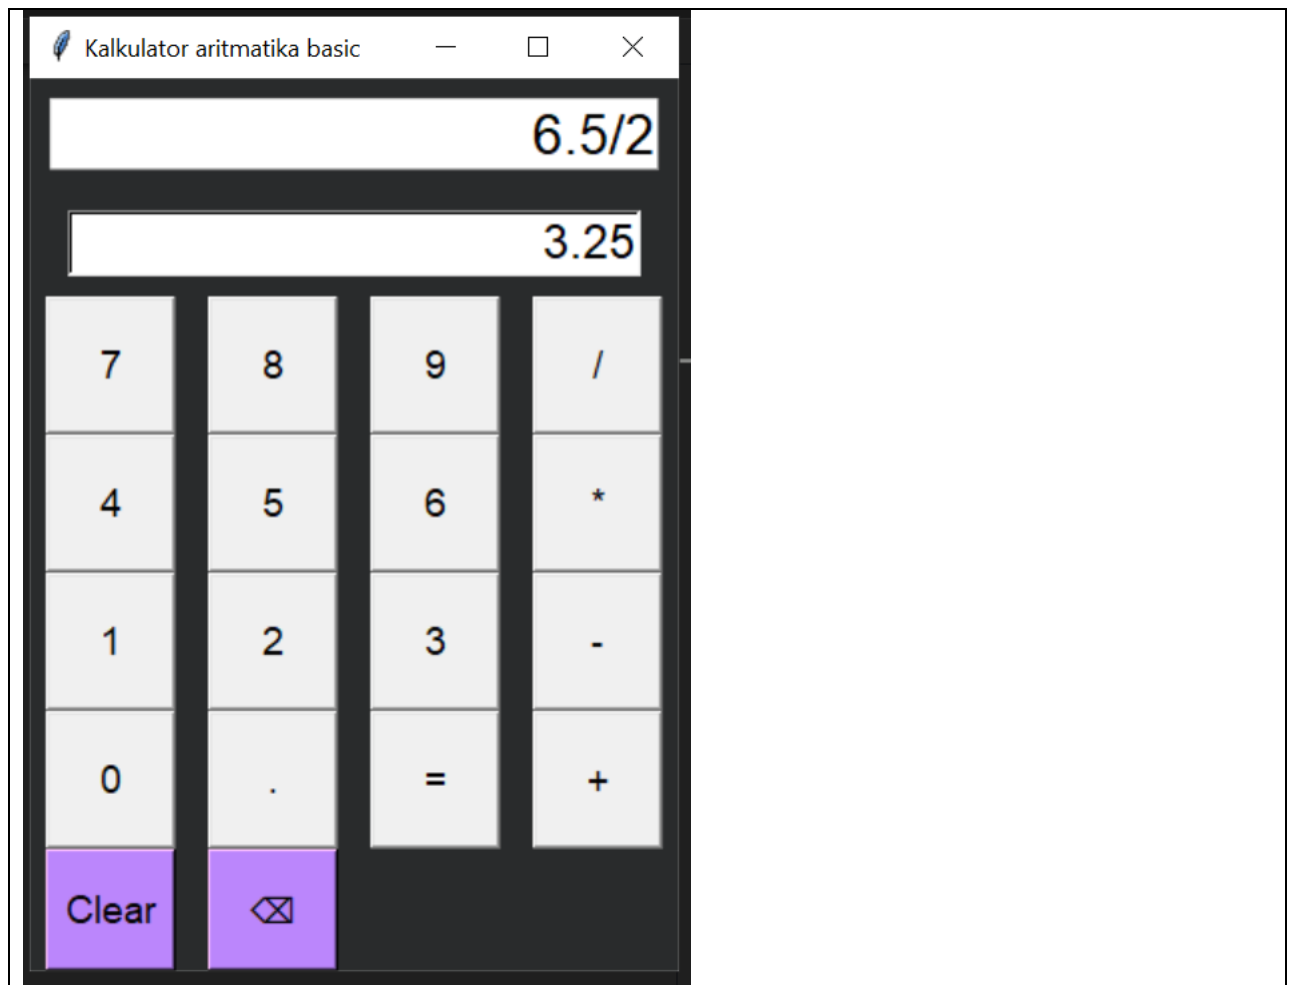 Kalkulator aritmatika basic
6.5/2
3.25
7 8 9 /
4 5 6 *
1 2 3 -
0 . = +
Clear ⌫